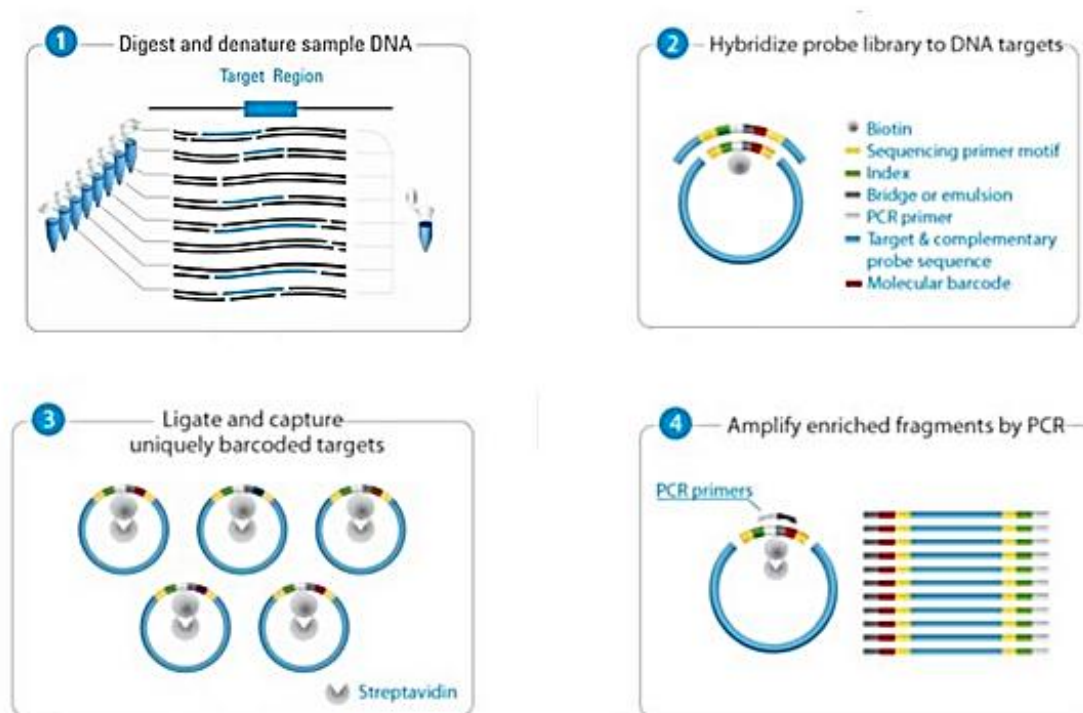 1 Digest and denature sample DNA
Target Region
2 Hybridize probe library to DNA targets
Biotin
Sequencing primer motif
Index
Bridge or emulsion
PCR primer
Target & complementary
probe sequence
Molecular barcode
3 Ligate and capture
uniquely barcoded targets
Streptavidin
4 Amplify enriched fragments by PCR
PCR primers